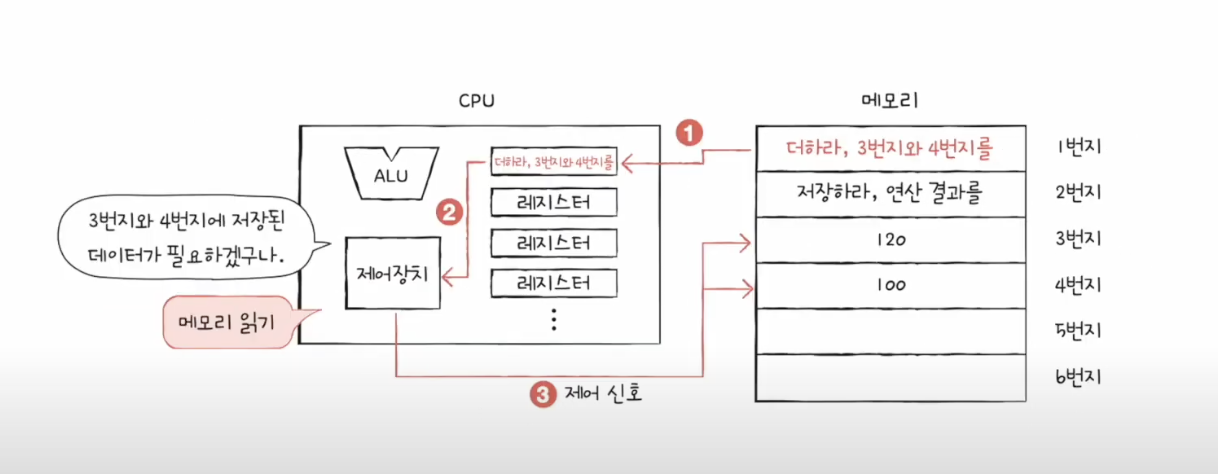 CPU
메모리
1
더하라, 3번지와 4번지를
1번지
ALU
더하라, 3번지와 4번지를
2
레지스터
저장하라, 연산 결과를
2번지
3번지와 4번지에 저장된
데이터가 필요하겠구나.
레지스터
120
3번지
제어장치
레지스터
100
4번지
메모리 읽기
5번지
6번지
3 제어 신호